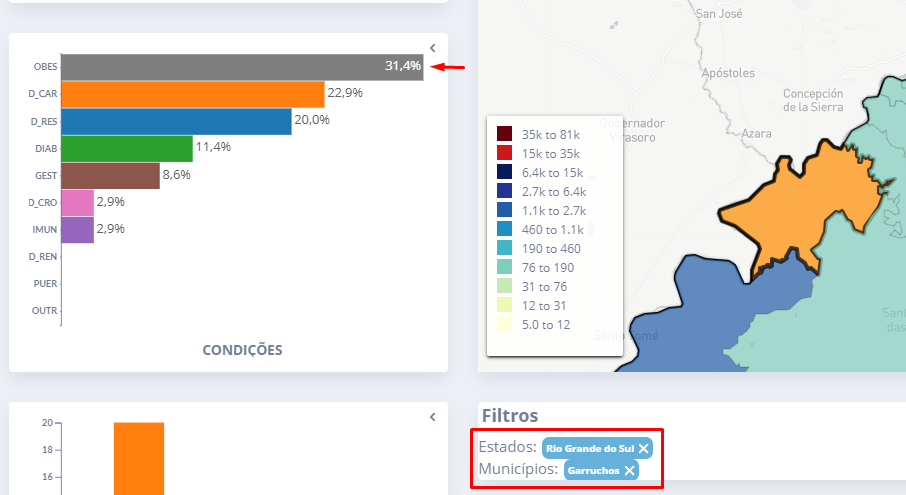 OBES 31,4%
D_CAR 22,9%
D_RES 20,0%
DIAB 11,4%
GEST 8,6%
D_CRO 2,9%
IMUN 2,9%
D_REN
PUER
OUTR
CONDIÇÕES
20
18
16
San José
Apóstoles
Concepción
de la Sierra
Gobernador
Virasoro
Azara
35k to 81k
15k to 35k
6.4k to 15k
2.7k to 6.4k
1.1k to 2.7k
460 to 1.1k
190 to 460
76 to 190
31 to 76
12 to 31
5.0 to 12
Santo Tomé
Sant
das
Filtros
Estados: Rio Grande do Sul ✕
Municípios: Garruchos ✕